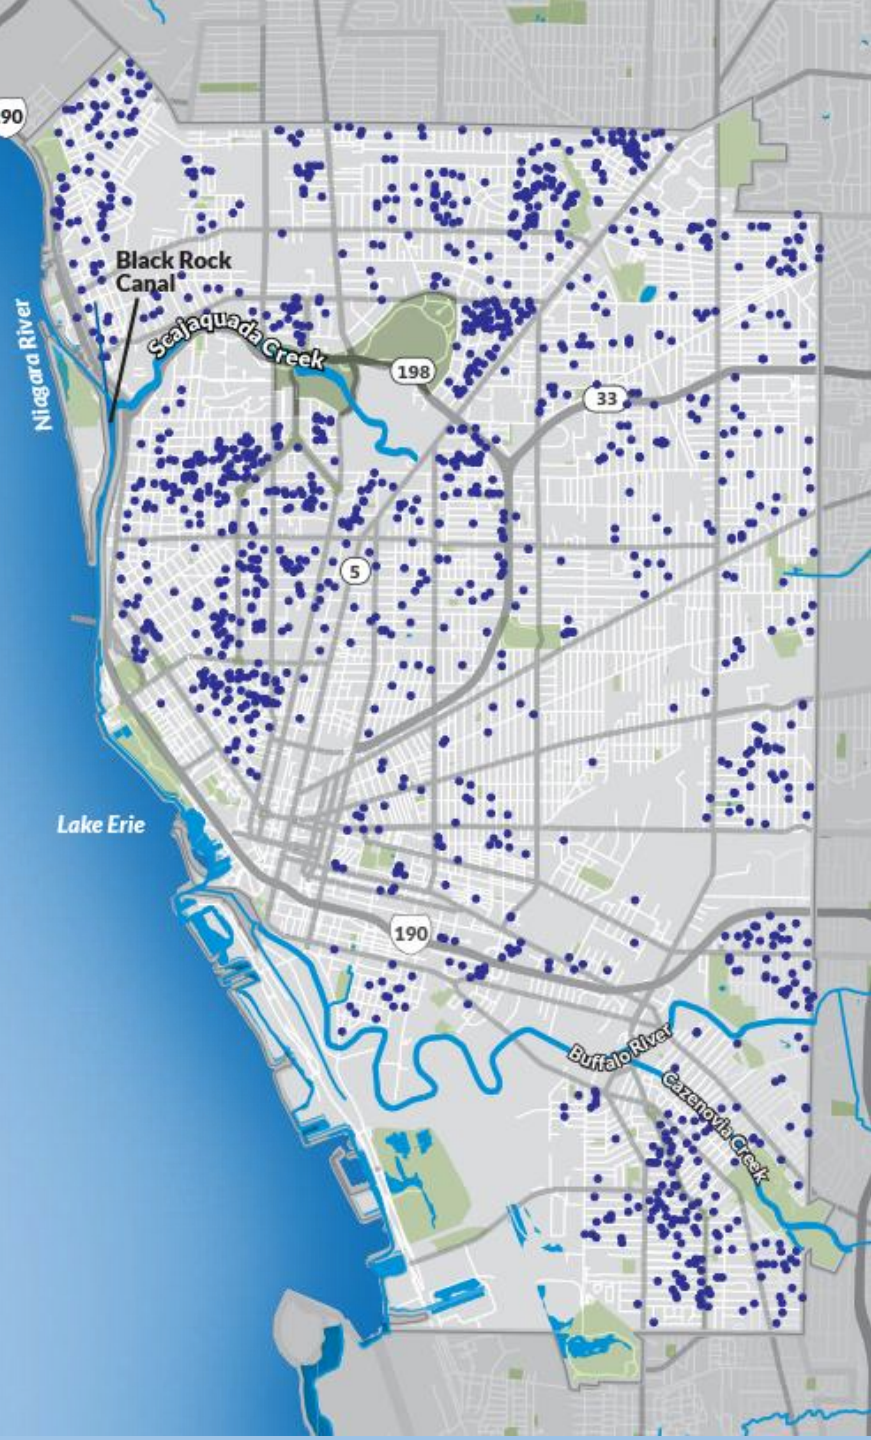 90
Black Rock
Canal
Niagara River
Scajaquada Creek
198
33
5
Lake Erie
190
Buffalo River
Cazenovia Creek